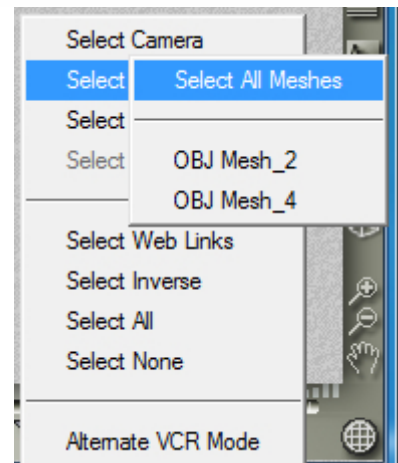 Select Camera
Select Select All Meshes
Select
Select OBJ Mesh_2
OBJ Mesh_4
Select Web Links
Select Inverse
Select All
Select None
Alternate VCR Mode